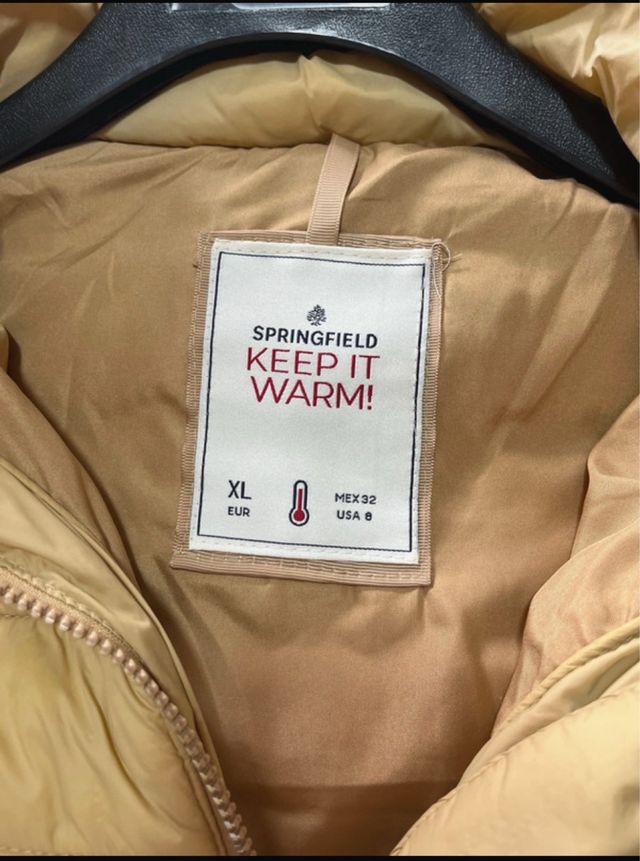 SPRINGFIELD
KEEP IT
WARM!
XL
EUR
MEX 32
USA 8